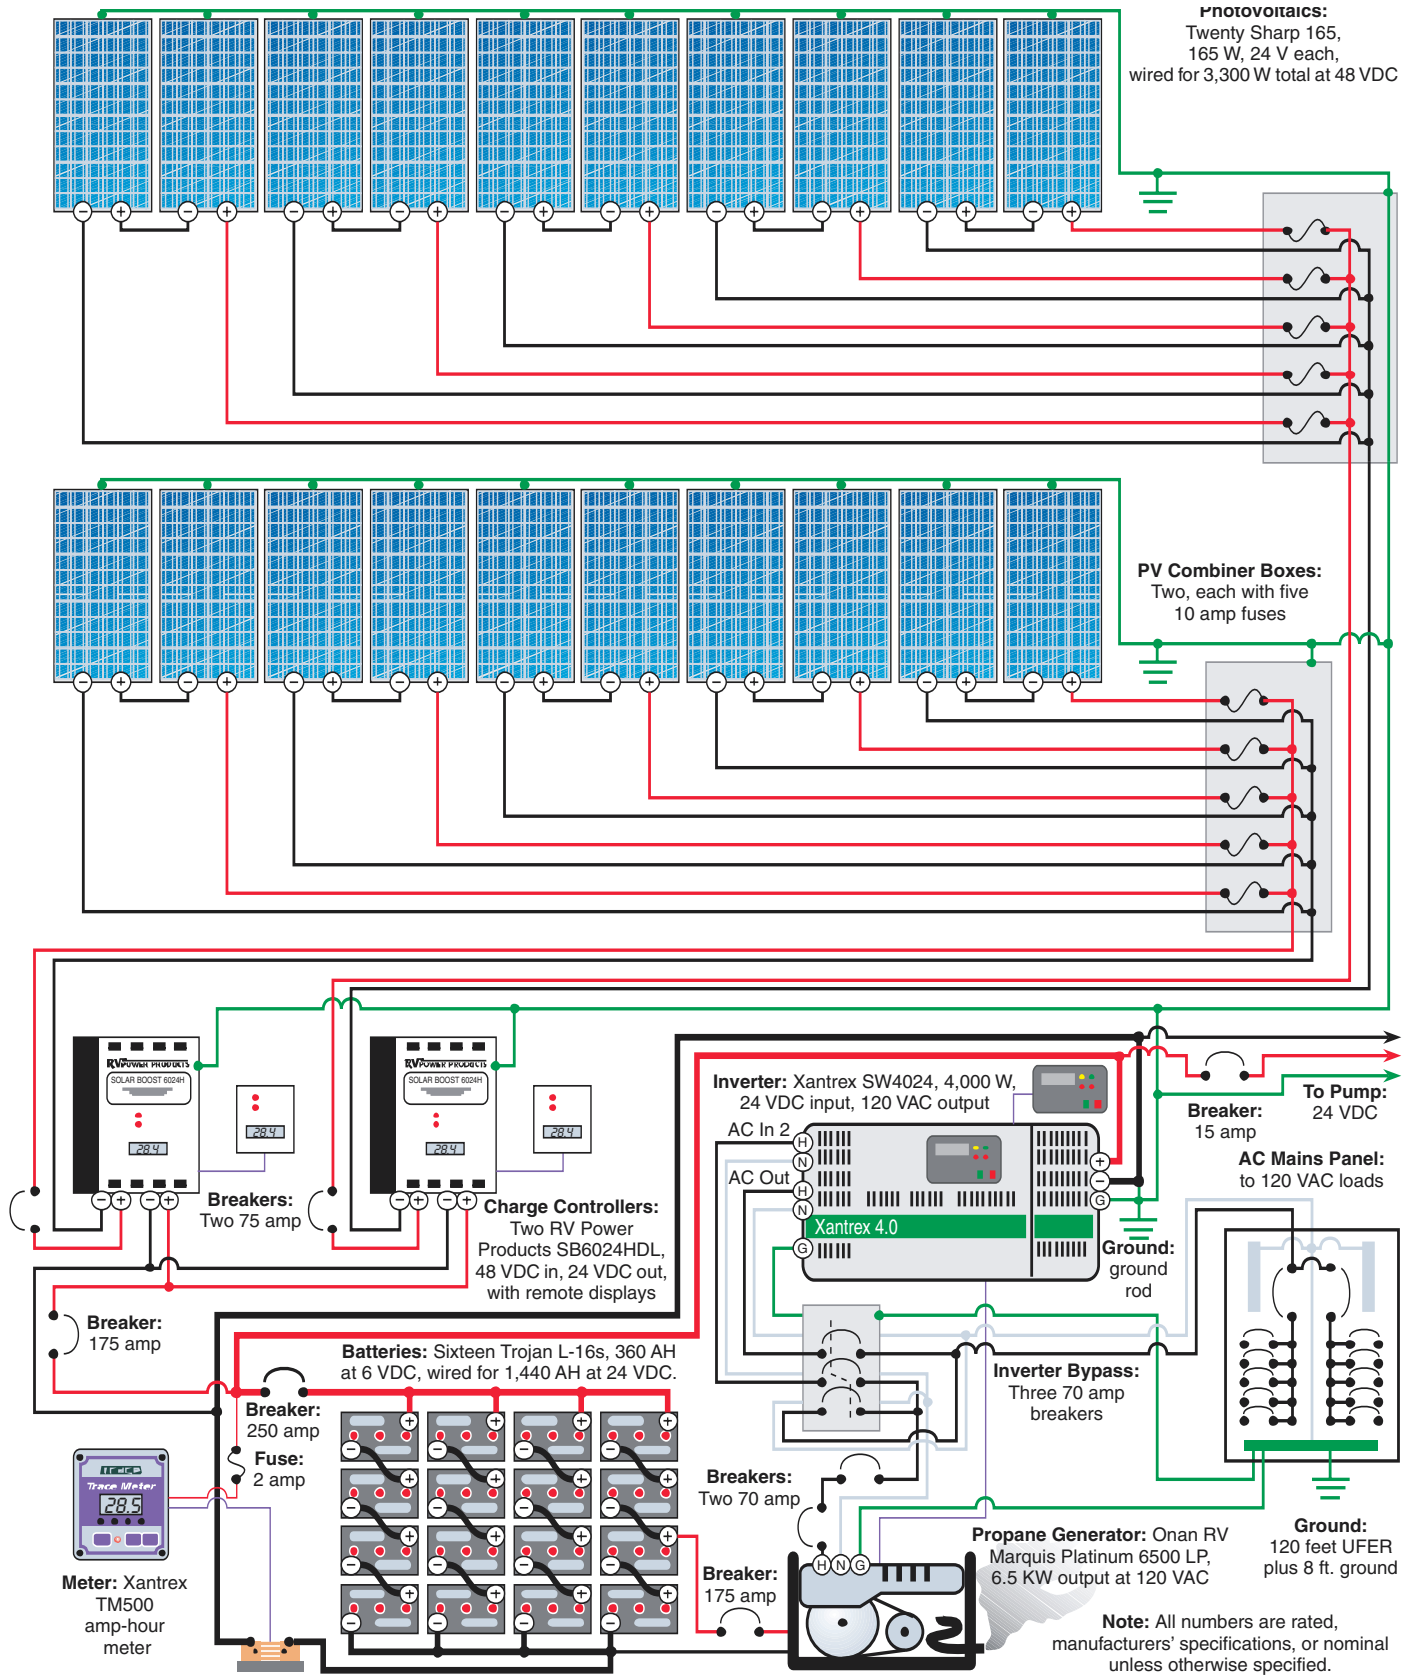 Photovoltaics:
Twenty Sharp 165,
165 W, 24 V each,
wired for 3,300 W total at 48 VDC
PV Combiner Boxes:
Two, each with five
10 amp fuses
RV POWER PRODUCTS
SOLAR BOOST 6024H
28.4
28.4
RV POWER PRODUCTS
SOLAR BOOST 6024H
28.4
28.4
Breakers:
Two 75 amp
Charge Controllers:
Two RV Power
Products SB6024HDL,
48 VDC in, 24 VDC out,
with remote displays
Inverter: Xantrex SW4024, 4,000 W,
24 VDC input, 120 VAC output
AC In 2
H
N
AC Out
H
N
G
+
−
G
Xantrex 4.0
Ground:
ground
rod
To Pump:
24 VDC
Breaker:
15 amp
AC Mains Panel:
to 120 VAC loads
Breaker:
175 amp
Batteries: Sixteen Trojan L-16s, 360 AH
at 6 VDC, wired for 1,440 AH at 24 VDC.
Breaker:
250 amp
Fuse:
2 amp
Inverter Bypass:
Three 70 amp
breakers
TRACE
Trace Meter
28.5
Meter: Xantrex
TM500
amp-hour
meter
Breakers:
Two 70 amp
Breaker:
175 amp
H N G
Propane Generator: Onan RV
Marquis Platinum 6500 LP,
6.5 KW output at 120 VAC
Ground:
120 feet UFER
plus 8 ft. ground
Note: All numbers are rated,
manufacturers' specifications, or nominal
unless otherwise specified.